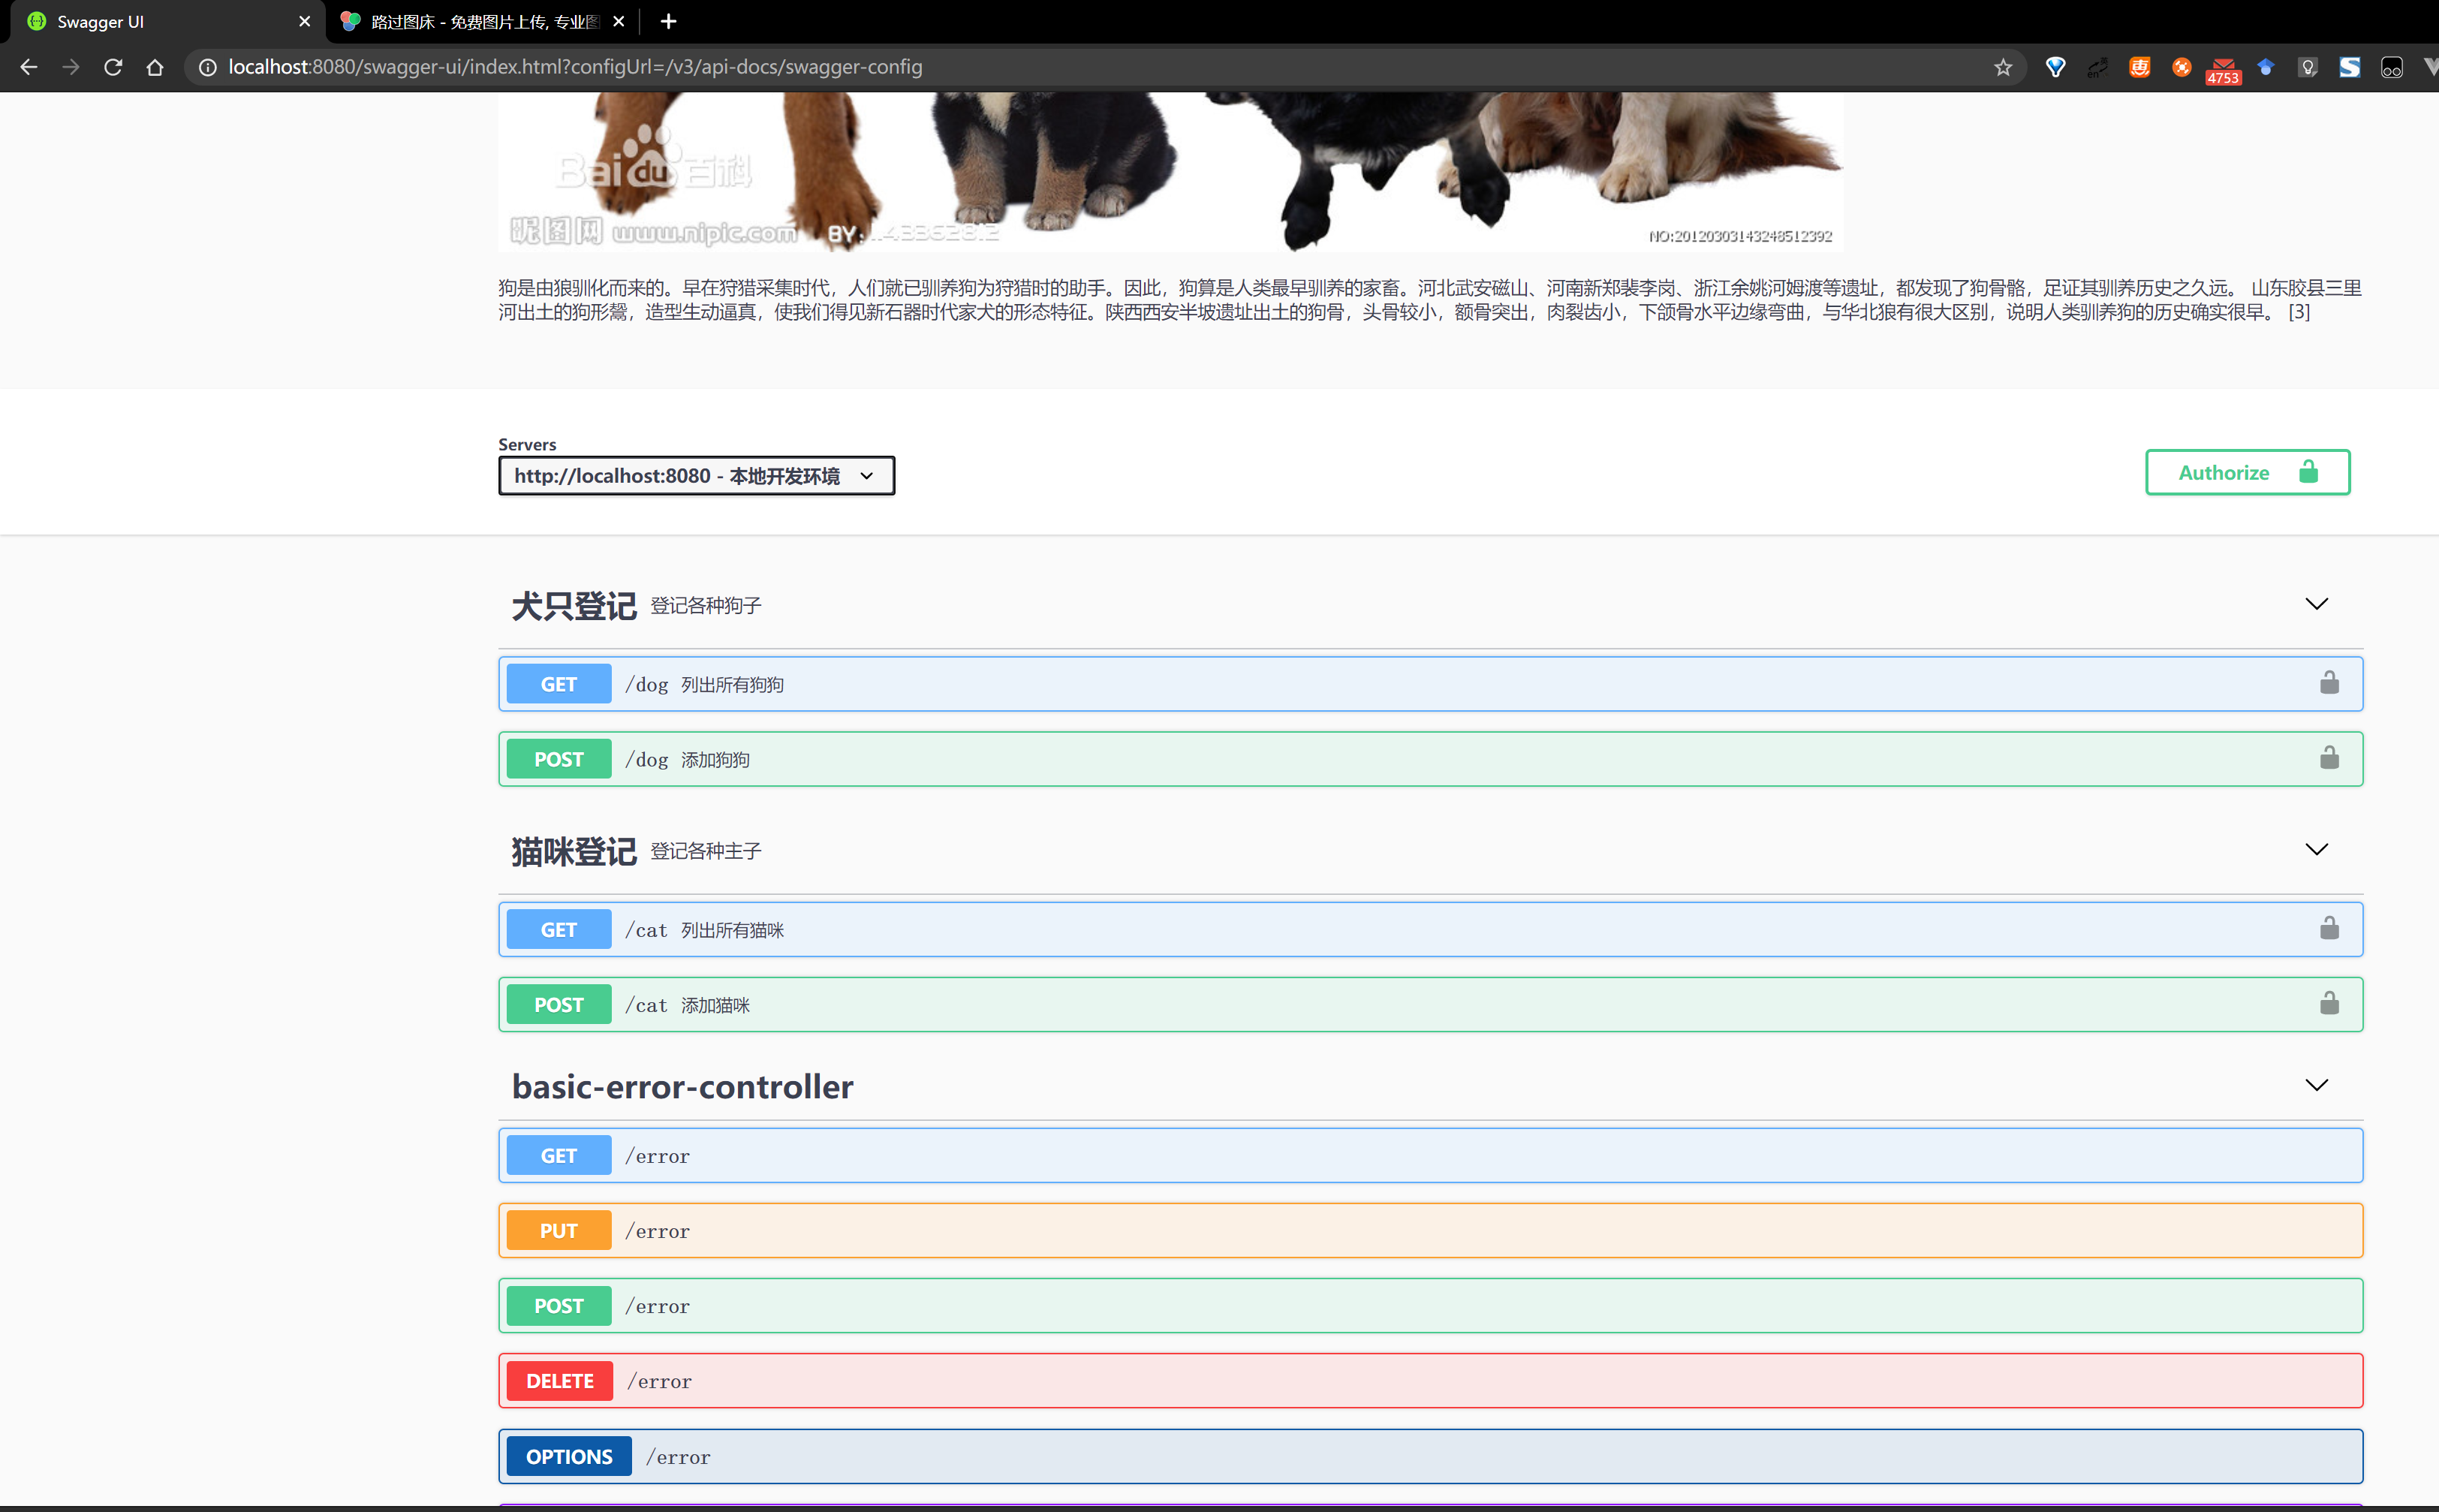 Swagger UI
路过图床 - 免费图片上传, 专业图
localhost:8080/swagger-ui/index.html?configUrl=/v3/api-docs/swagger-config
en
惠
4753
Baidu百科
昵图网 www.nipic.com
BY:
NO:20120303143248512392
狗是由狼驯化而来的。早在狩猎采集时代，人们就已驯养狗为狩猎时的助手。因此，狗算是人类最早驯养的家畜。河北武安磁山、河南新郑裴李岗、浙江余姚河姆渡等遗址，都发现了狗骨骼，足证其驯养历史之久远。 山东胶县三里
河出土的狗形鬶，造型生动逼真，使我们得见新石器时代家犬的形态特征。陕西西安半坡遗址出土的狗骨，头骨较小，额骨突出，肉裂齿小，下颌骨水平边缘弯曲，与华北狼有很大区别，说明人类驯养狗的历史确实很早。 [3]
Servers
http://localhost:8080 - 本地开发环境
Authorize
犬只登记 登记各种狗子
GET /dog 列出所有狗狗
POST /dog 添加狗狗
猫咪登记 登记各种主子
GET /cat 列出所有猫咪
POST /cat 添加猫咪
basic-error-controller
GET /error
PUT /error
POST /error
DELETE /error
OPTIONS /error